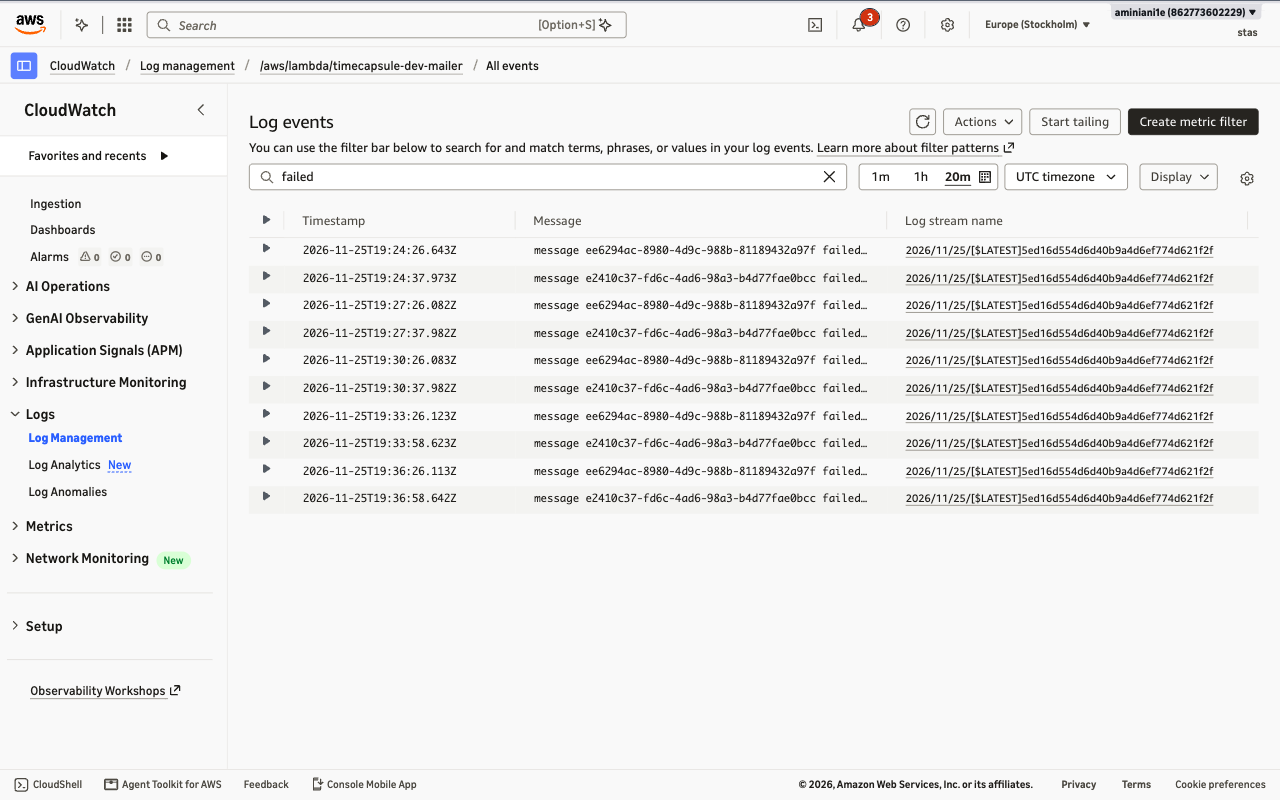 aws
Search [Option+S]
3
Europe (Stockholm)
aminiani1e (862773602229)
stas
CloudWatch / Log management / /aws/lambda/timecapsule-dev-mailer / All events
CloudWatch
Favorites and recents
Ingestion
Dashboards
Alarms 0 0 0
AI Operations
GenAI Observability
Application Signals (APM)
Infrastructure Monitoring
Logs
Log Management
Log Analytics New
Log Anomalies
Metrics
Network Monitoring New
Setup
Observability Workshops
Log events
Actions
Start tailing
Create metric filter
You can use the filter bar below to search for and match terms, phrases, or values in your log events. Learn more about filter patterns
failed
1m 1h 20m
UTC timezone
Display
Timestamp Message Log stream name
2026-11-25T19:24:26.643Z message ee6294ac-8980-4d9c-988b-81189432a97f failed… 2026/11/25/[$LATEST]5ed16d554d6d40b9a4d6ef774d621f2f
2026-11-25T19:24:37.973Z message e2410c37-fd6c-4ad6-98a3-b4d77fae0bcc failed… 2026/11/25/[$LATEST]5ed16d554d6d40b9a4d6ef774d621f2f
2026-11-25T19:27:26.082Z message ee6294ac-8980-4d9c-988b-81189432a97f failed… 2026/11/25/[$LATEST]5ed16d554d6d40b9a4d6ef774d621f2f
2026-11-25T19:27:37.982Z message e2410c37-fd6c-4ad6-98a3-b4d77fae0bcc failed… 2026/11/25/[$LATEST]5ed16d554d6d40b9a4d6ef774d621f2f
2026-11-25T19:30:26.083Z message ee6294ac-8980-4d9c-988b-81189432a97f failed… 2026/11/25/[$LATEST]5ed16d554d6d40b9a4d6ef774d621f2f
2026-11-25T19:30:37.982Z message e2410c37-fd6c-4ad6-98a3-b4d77fae0bcc failed… 2026/11/25/[$LATEST]5ed16d554d6d40b9a4d6ef774d621f2f
2026-11-25T19:33:26.123Z message ee6294ac-8980-4d9c-988b-81189432a97f failed… 2026/11/25/[$LATEST]5ed16d554d6d40b9a4d6ef774d621f2f
2026-11-25T19:33:58.623Z message e2410c37-fd6c-4ad6-98a3-b4d77fae0bcc failed… 2026/11/25/[$LATEST]5ed16d554d6d40b9a4d6ef774d621f2f
2026-11-25T19:36:26.113Z message ee6294ac-8980-4d9c-988b-81189432a97f failed… 2026/11/25/[$LATEST]5ed16d554d6d40b9a4d6ef774d621f2f
2026-11-25T19:36:58.642Z message e2410c37-fd6c-4ad6-98a3-b4d77fae0bcc failed… 2026/11/25/[$LATEST]5ed16d554d6d40b9a4d6ef774d621f2f
CloudShell Agent Toolkit for AWS Feedback Console Mobile App © 2026, Amazon Web Services, Inc. or its affiliates. Privacy Terms Cookie preferences